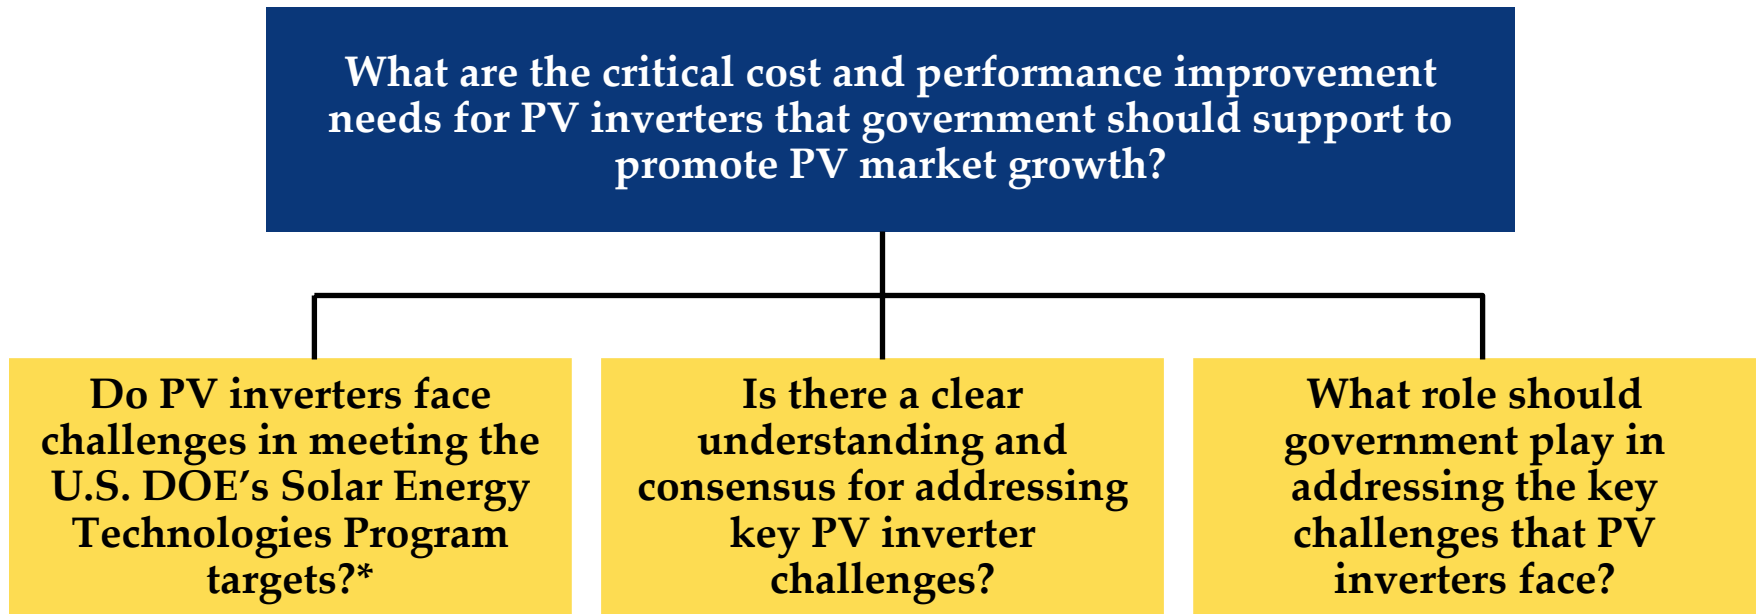 What are the critical cost and performance improvement
needs for PV inverters that government should support to
promote PV market growth?
Do PV inverters face
challenges in meeting the
U.S. DOE’s Solar Energy
Technologies Program
targets?*
Is there a clear
understanding and
consensus for addressing
key PV inverter
challenges?
What role should
government play in
addressing the key
challenges that PV
inverters face?